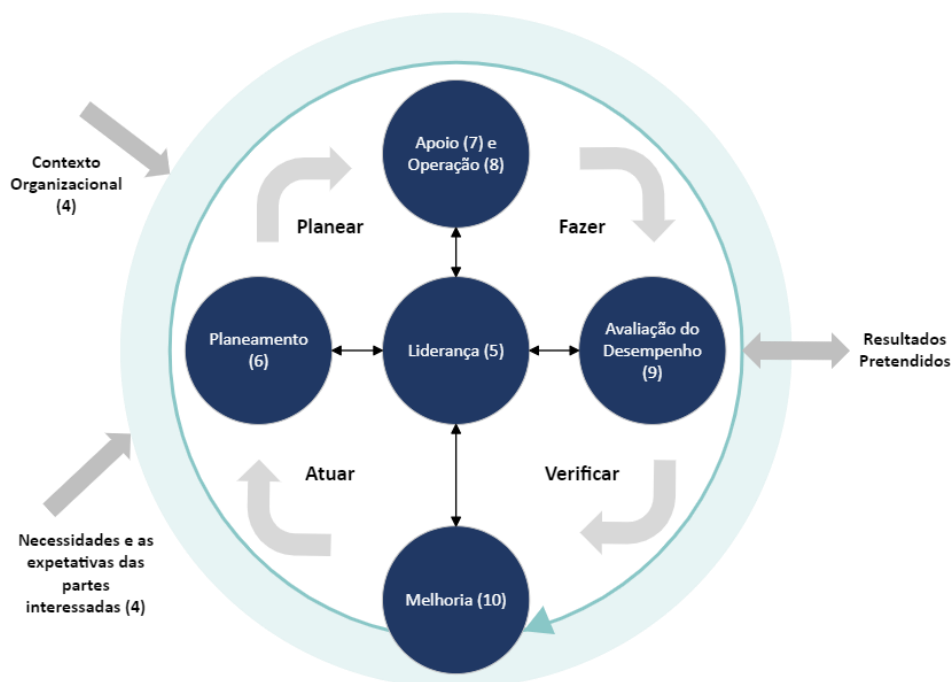 Apoio (7) e
Operação (8)
Contexto
Organizacional
(4)
Planear
Fazer
Planeamento
(6)
Liderança (5)
Avaliação do
Desempenho
(9)
Resultados
Pretendidos
Atuar
Verificar
Necessidades e as
expetativas das
partes
interessadas (4)
Melhoria (10)